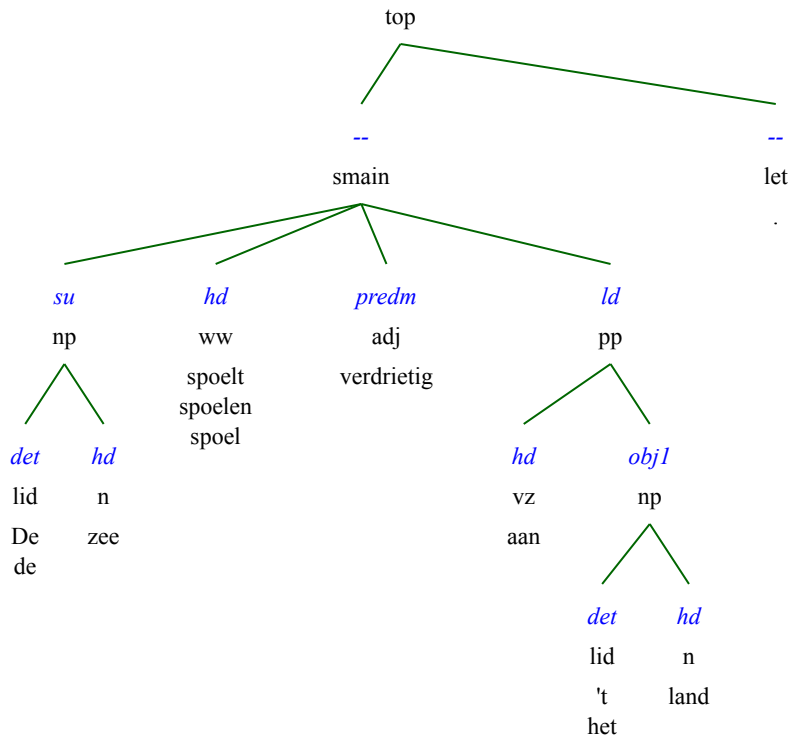 top
-- --
smain let
.
su hd predm ld
np ww adj pp
spoelt verdrietig
spoelen
spoel
det hd hd obj1
lid n vz np
De zee aan
de
det hd
lid n
't land
het